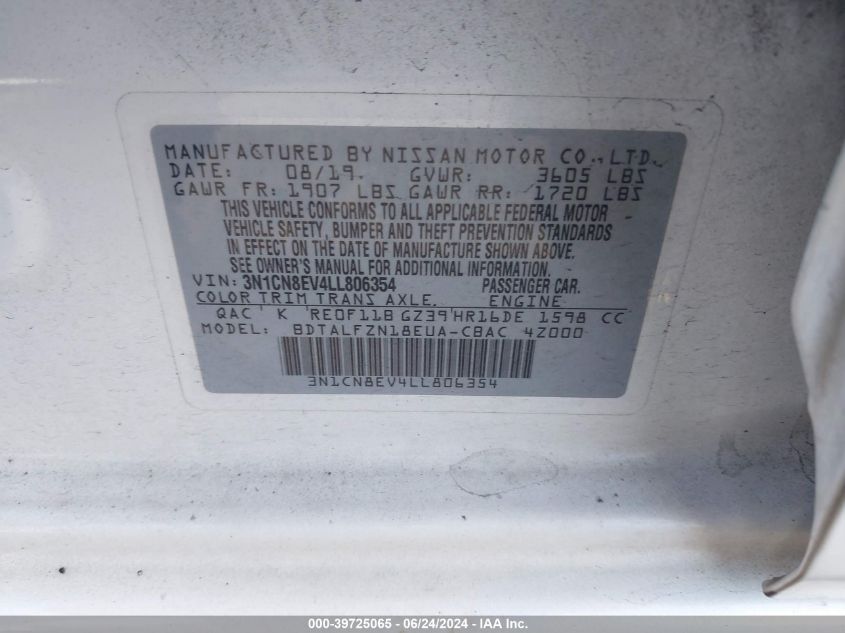 MANUFACTURED BY NISSAN MOTOR CO., LTD.
DATE: 08/19. GVWR: 3605 LBS
GAWR FR: 1907 LBS GAWR RR: 1720 LBS
THIS VEHICLE CONFORMS TO ALL APPLICABLE FEDERAL MOTOR
VEHICLE SAFETY, BUMPER AND THEFT PREVENTION STANDARDS
IN EFFECT ON THE DATE OF MANUFACTURE SHOWN ABOVE.
SEE OWNER'S MANUAL FOR ADDITIONAL INFORMATION.
VIN: 3N1CN8EV4LL806354 PASSENGER CAR.
COLOR TRIM TRANS AXLE ENGINE
QAC K RE0F11B GZ39 HR16DE 1598 CC
MODEL: BDTALFZN18EUA-CBAC 4Z000
3N1CN8EV4LL806354
000-39725065 - 06/24/2024 - IAA Inc.